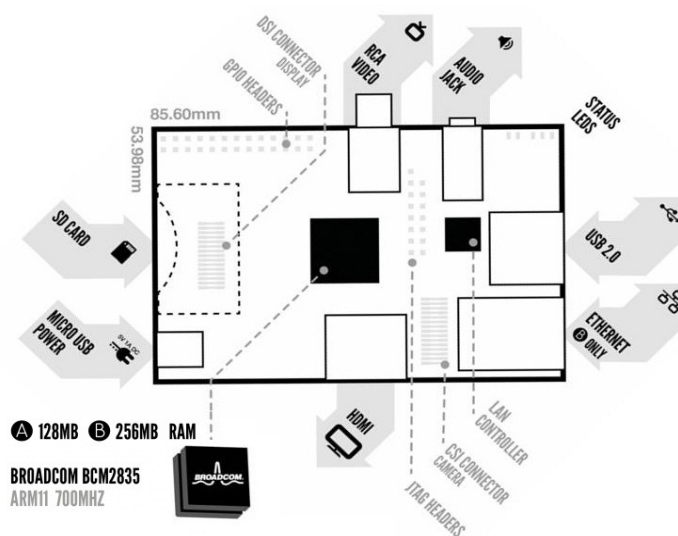 DSI CONNECTOR
DISPLAY
GPIO HEADERS
RCA
VIDEO
AUDIO
JACK
STATUS
LEDS
85.60mm
53.98mm
SD CARD
USB 2.0
MICRO USB
POWER
5V 1A DC
ETHERNET
B ONLY
HDMI
LAN
CONTROLLER
CSI CONNECTOR
CAMERA
JTAG HEADERS
A 128MB B 256MB RAM
BROADCOM BCM2835
ARM11 700MHZ
BROADCOM